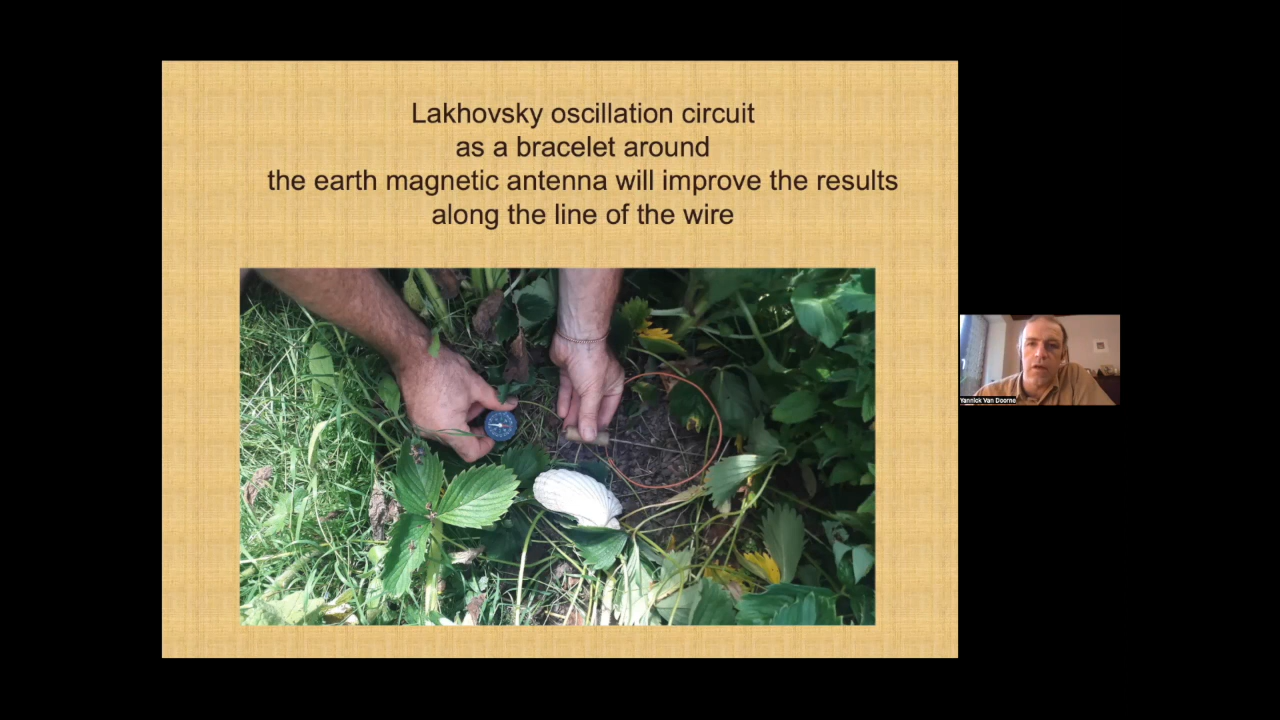 Lakhovsky oscillation circuit
as a bracelet around
the earth magnetic antenna will improve the results
along the line of the wire
Yannick Van Doorne